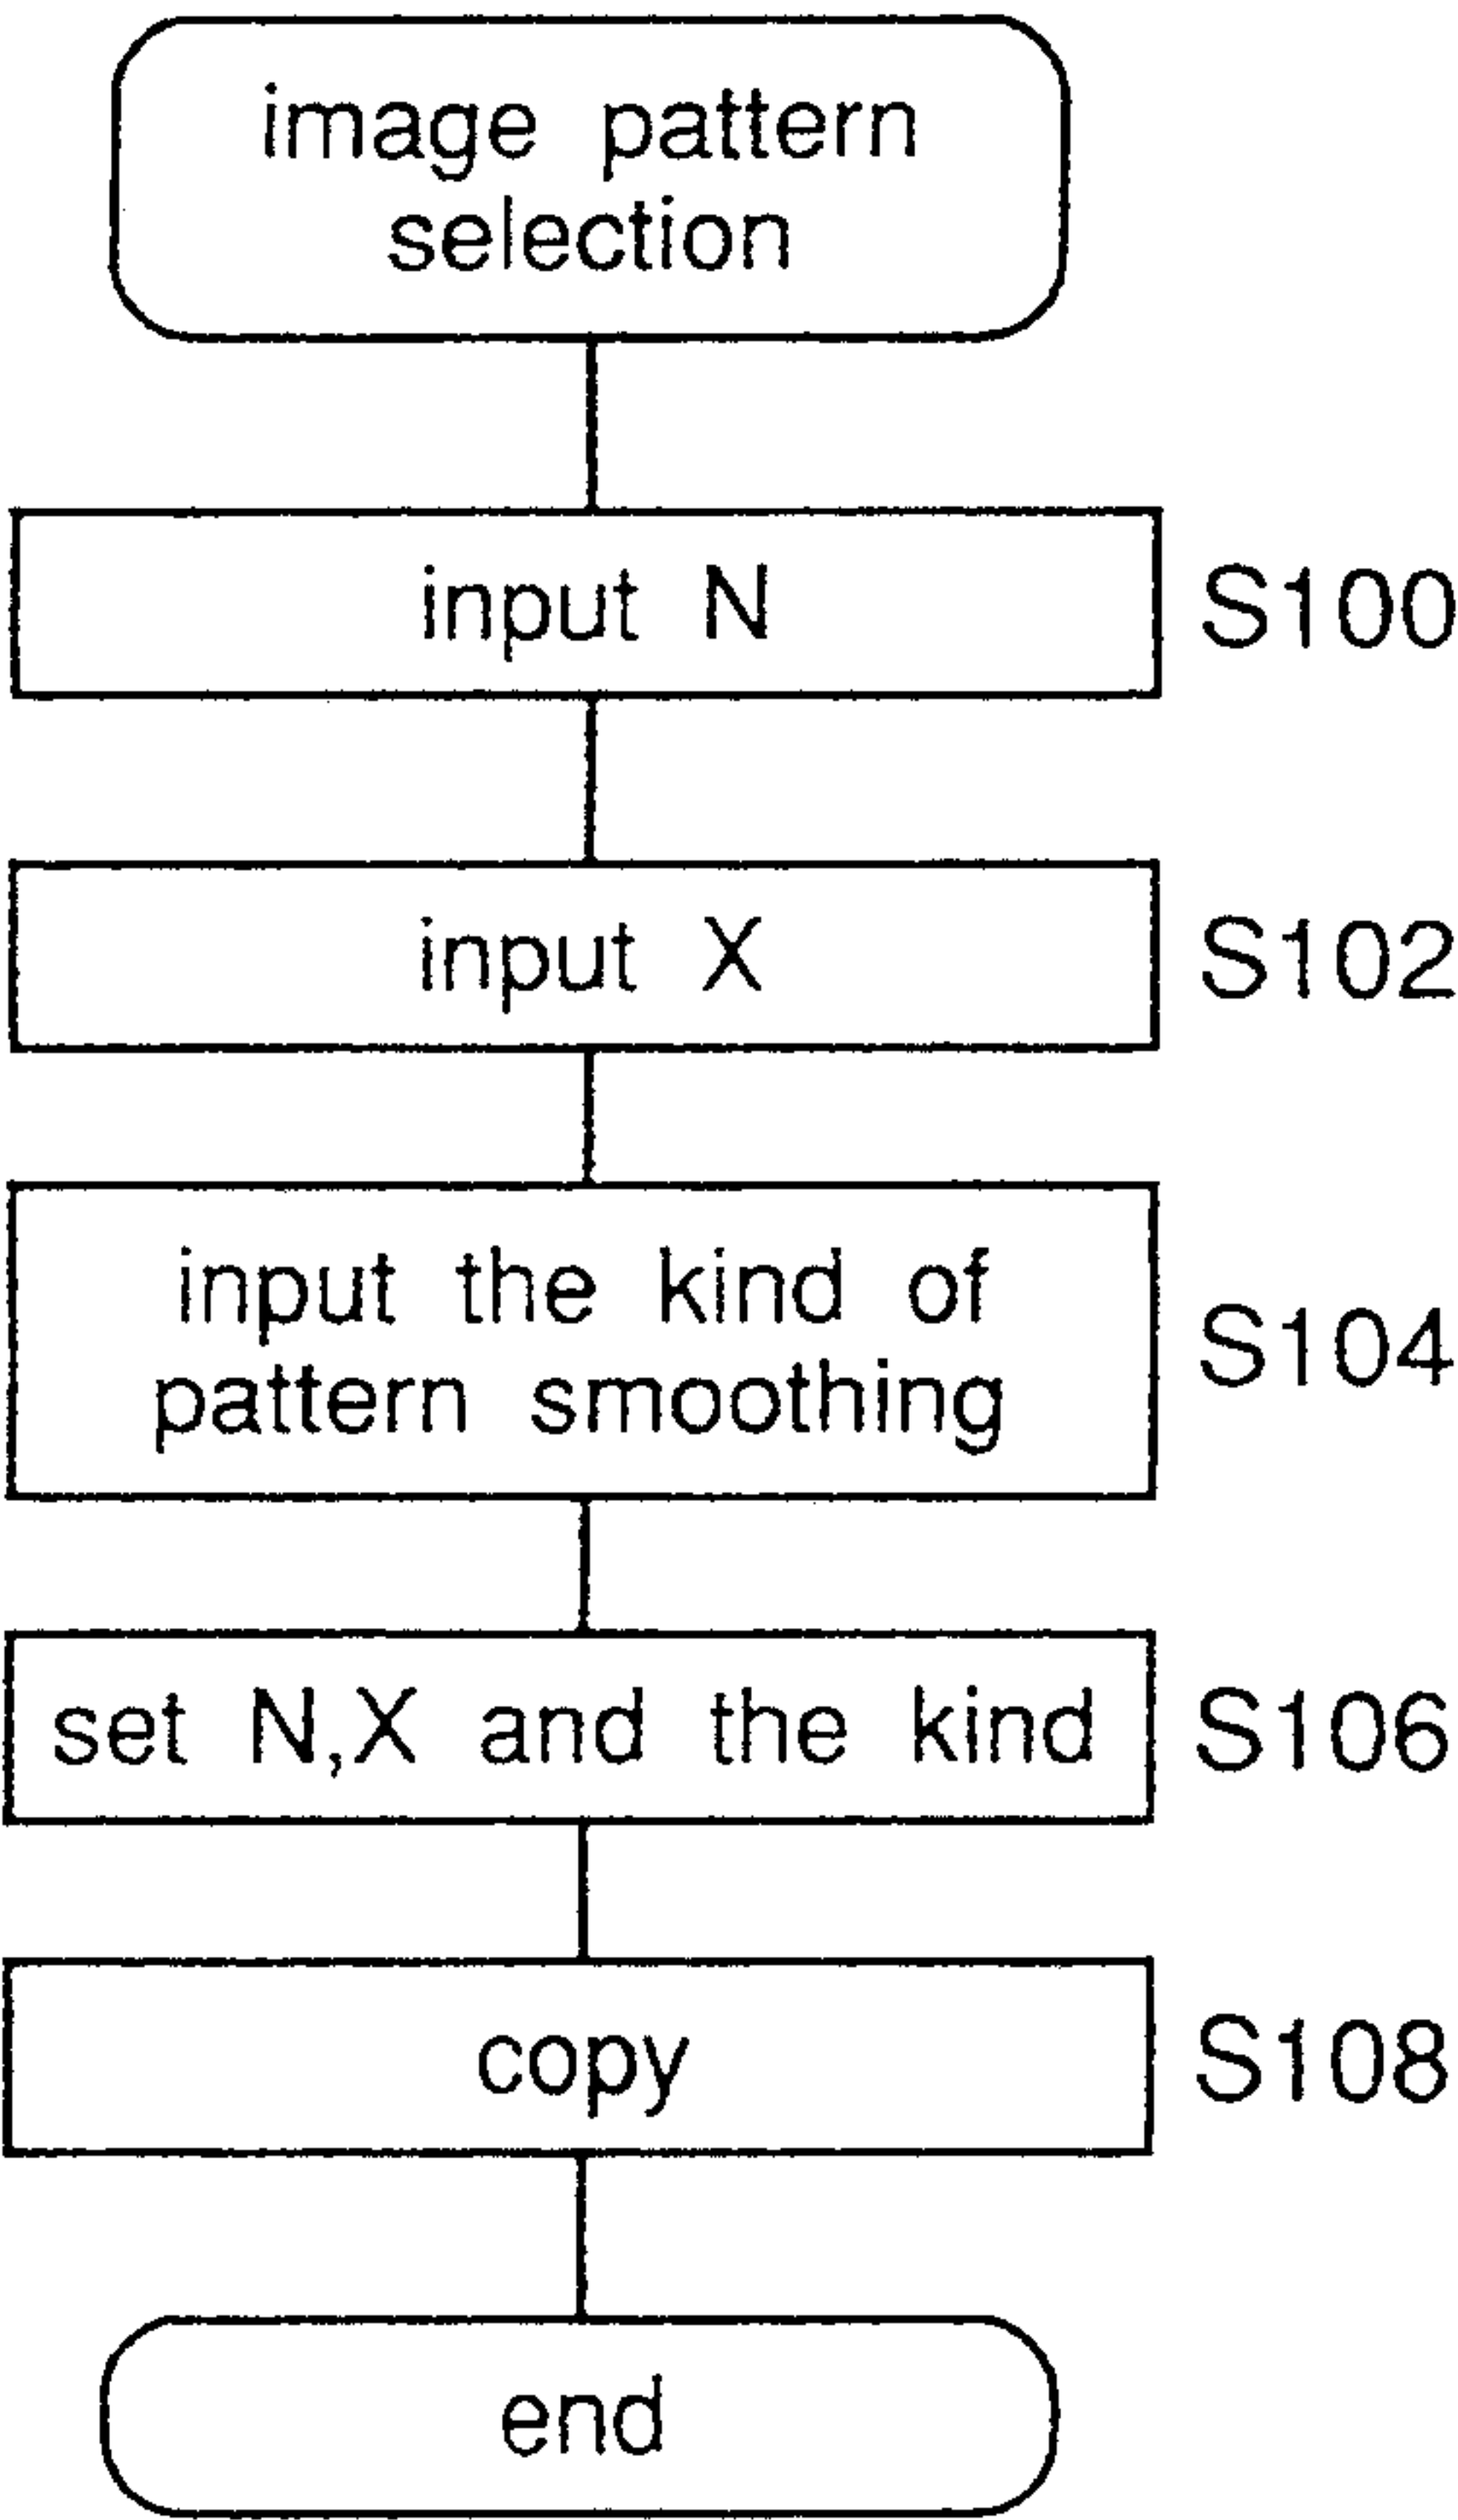 image pattern
selection
input N
S100
input X
S102
input the kind of
pattern smoothing
S104
set N,X and the kind
S106
copy
S108
end